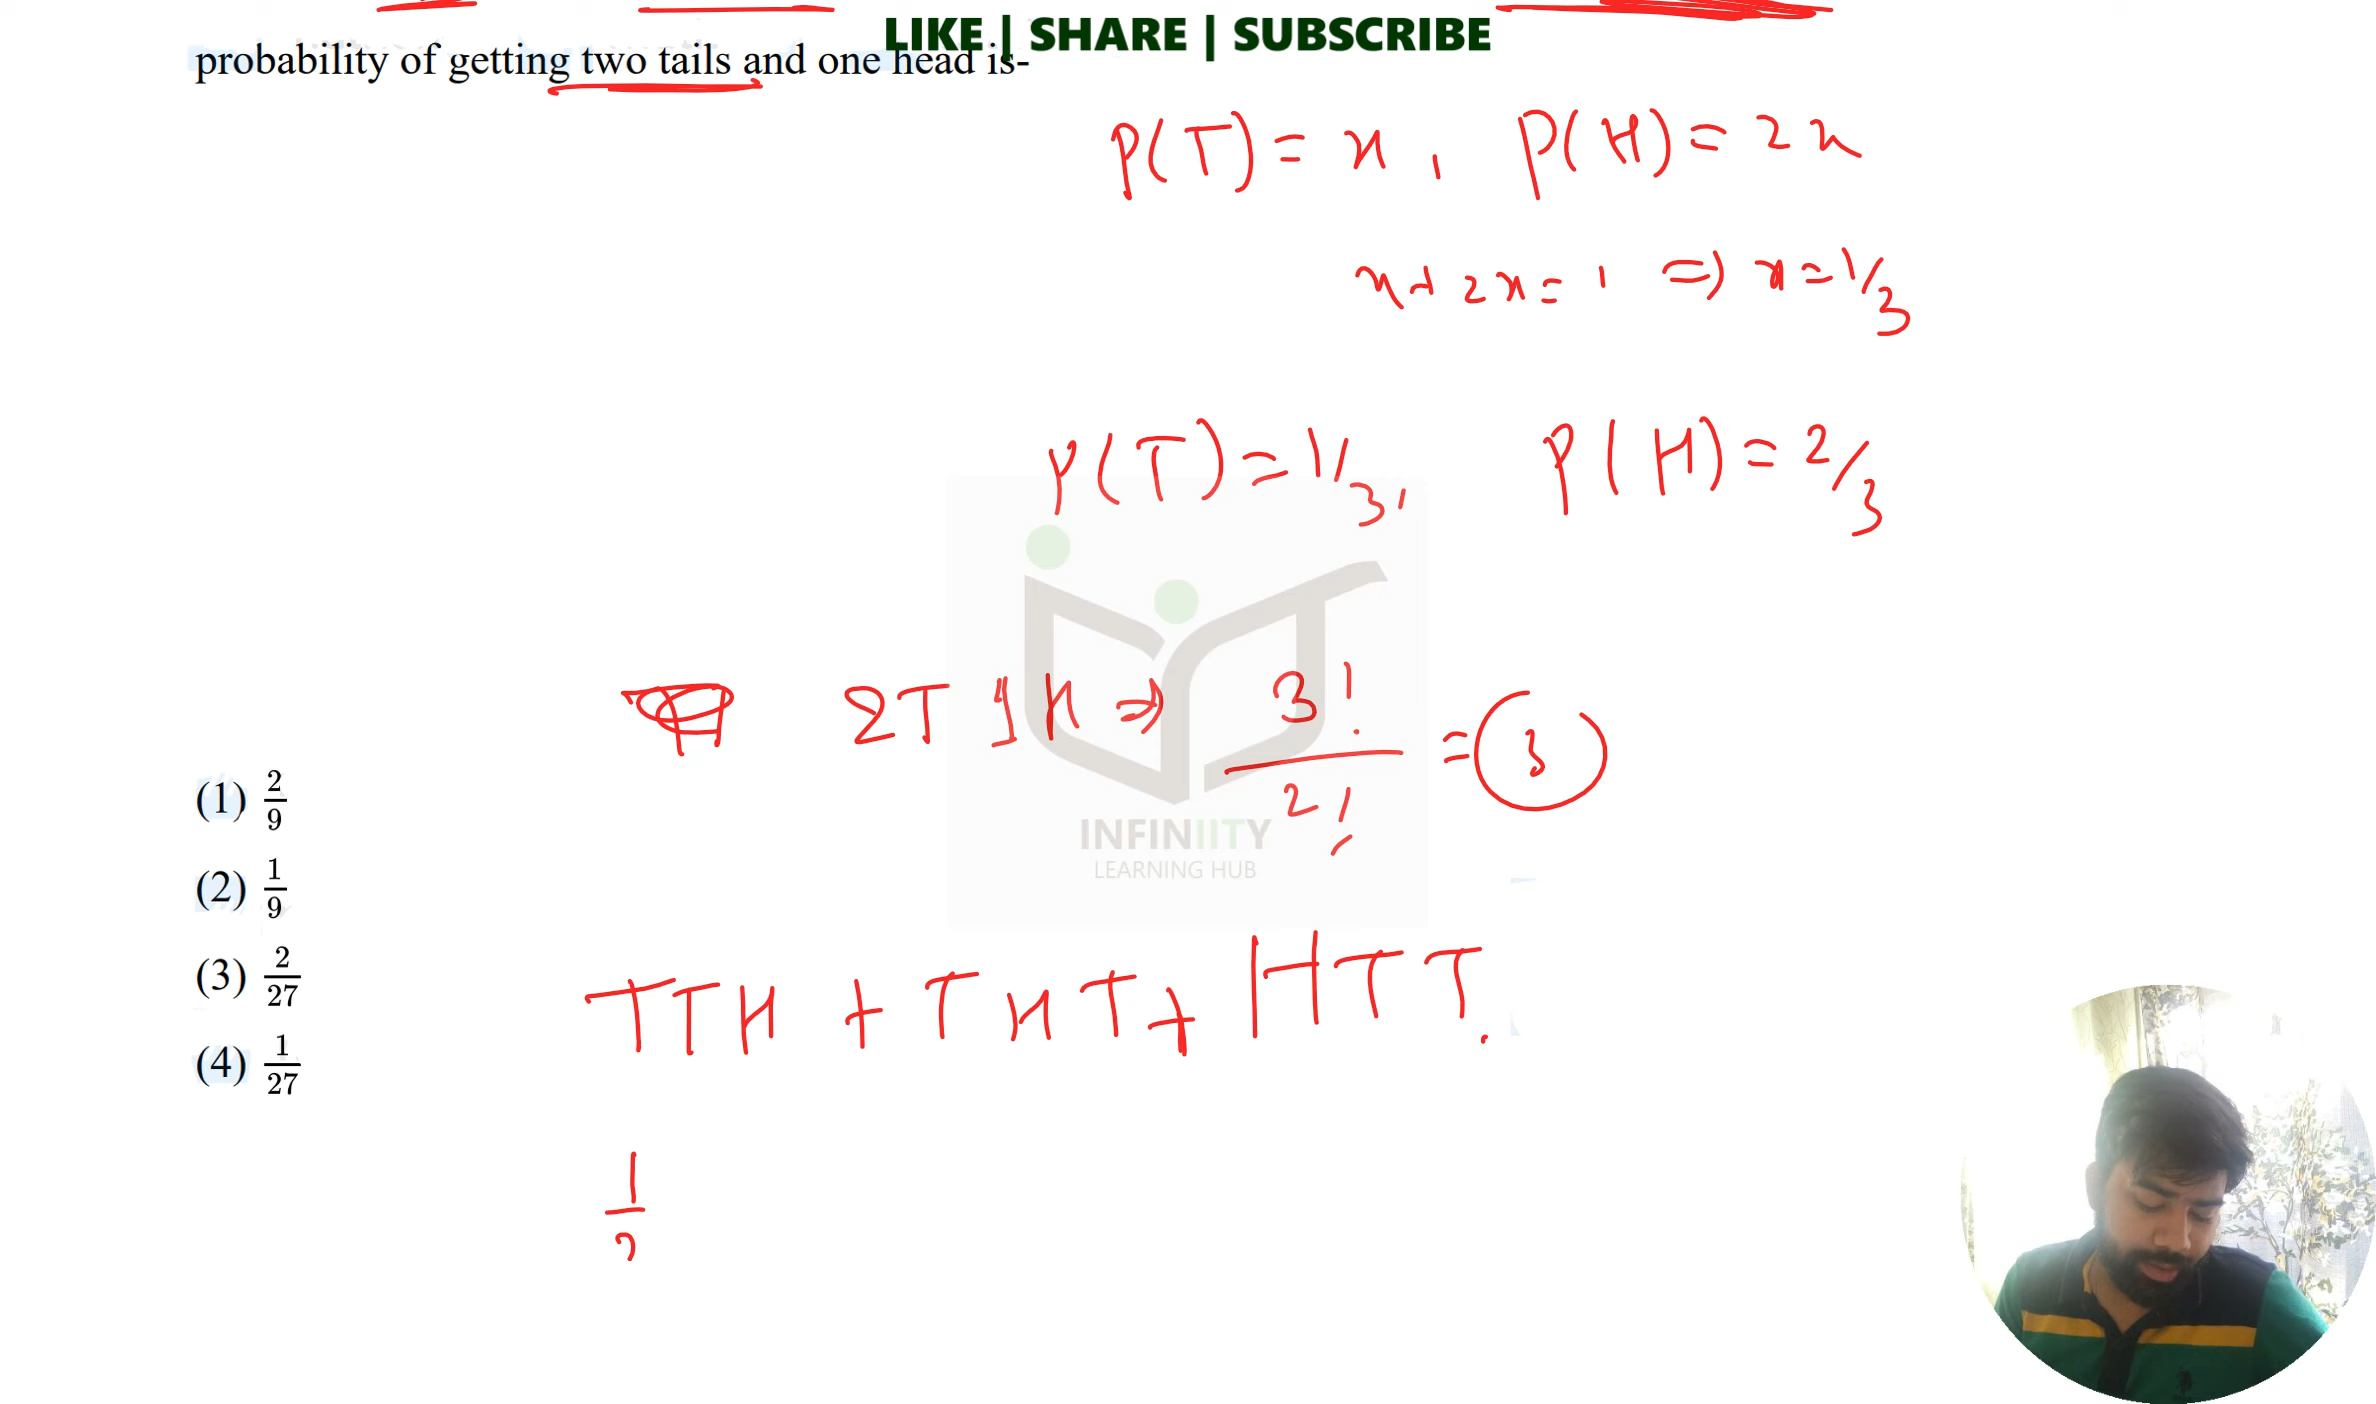 LIKE | SHARE | SUBSCRIBE
probability of getting two tails and one head is-
P(T) = x , P(H) = 2x
x + 2x = 1 ⇒ x = 1/3
P(T) = 1/3, P(H) = 2/3
2T 1H ⇒ 3!/2! = 3
INFINIITY
LEARNING HUB
(1) 2/9
(2) 1/9
(3) 2/27
(4) 1/27
TTH + THT + HTT.
1